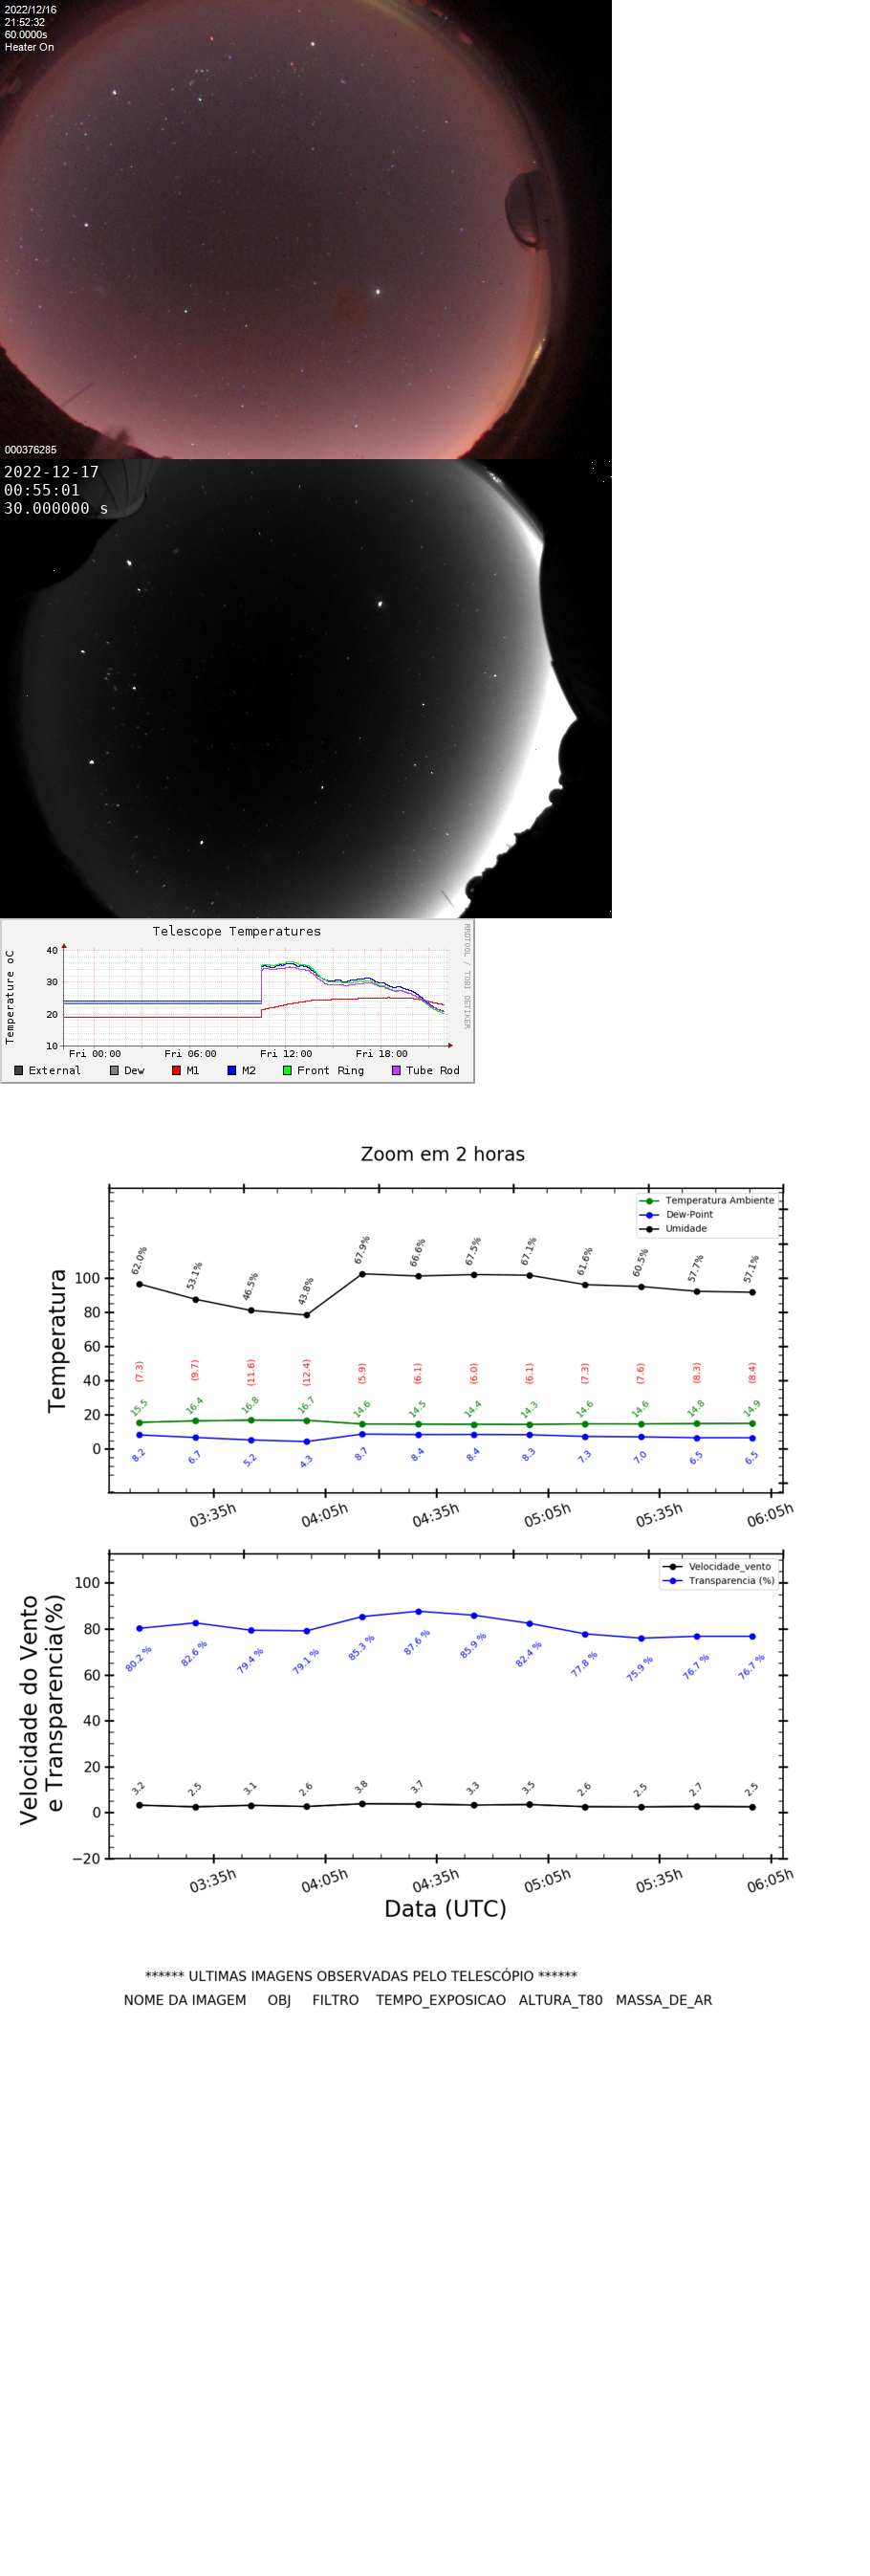 2022/12/16
21:52:32
60.0000s
Heater On
000376285
2022-12-17
00:55:01
30.000000 s
Telescope Temperatures
RRDTOOL / TOBI OETIKER
Temperature oC
40
30
20
10
Fri 00:00 Fri 06:00 Fri 12:00 Fri 18:00
External Dew M1 M2 Front Ring Tube Rod
Zoom em 2 horas
Temperatura Ambiente
Dew-Point
Umidade
Temperatura
100
80
60
40
20
0
62.0% 53.1% 46.5% 43.8% 67.9% 66.6% 67.5% 67.1% 61.6% 60.5% 57.7% 57.1%
(7.3) (9.7) (11.6) (12.4) (5.9) (6.1) (6.0) (6.1) (7.3) (7.6) (8.3) (8.4)
15.5 16.4 16.8 16.7 14.6 14.5 14.4 14.3 14.6 14.6 14.8 14.9
8.2 6.7 5.2 4.3 8.7 8.4 8.4 8.3 7.3 7.0 6.5 6.5
03:35h 04:05h 04:35h 05:05h 05:35h 06:05h
Velocidade_vento
Transparencia (%)
Velocidade do Vento
e Transparencia(%)
100
80
60
40
20
0
−20
80.2 % 82.6 % 79.4 % 79.1 % 85.3 % 87.6 % 85.9 % 82.4 % 77.8 % 75.9 % 76.7 % 76.7 %
3.2 2.5 3.1 2.6 3.8 3.7 3.3 3.5 2.6 2.5 2.7 2.5
03:35h 04:05h 04:35h 05:05h 05:35h 06:05h
Data (UTC)
****** ULTIMAS IMAGENS OBSERVADAS PELO TELESCÓPIO ******
NOME DA IMAGEM OBJ FILTRO TEMPO_EXPOSICAO ALTURA_T80 MASSA_DE_AR